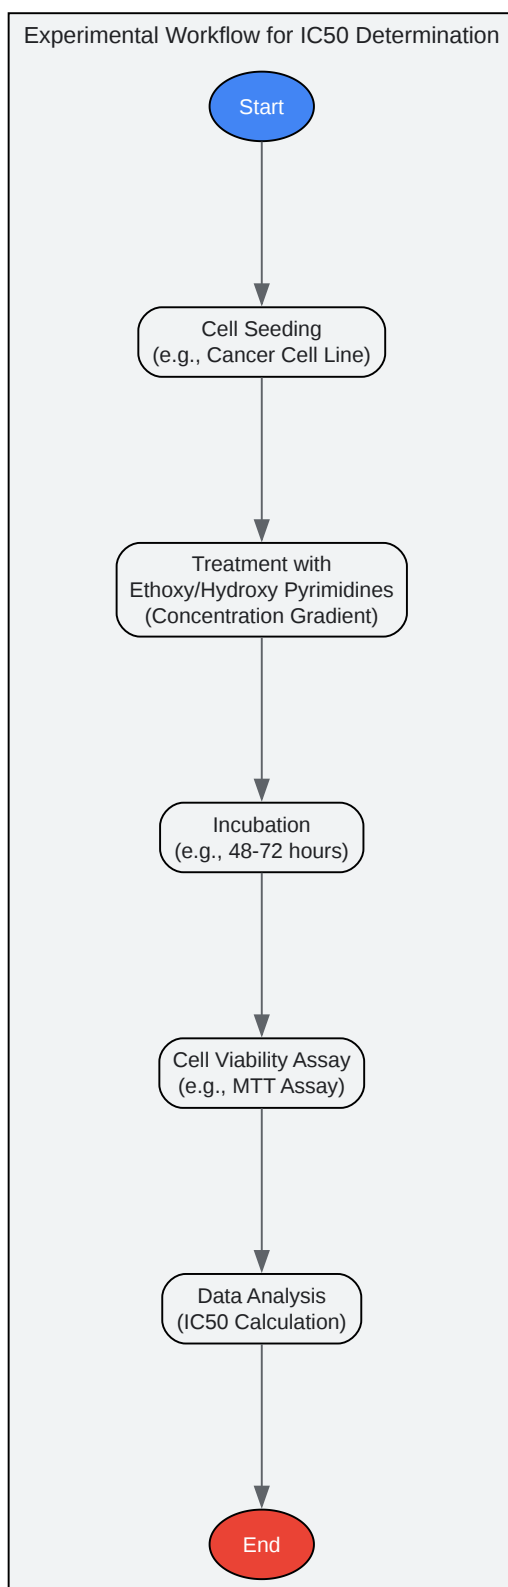 Experimental Workflow for IC50 Determination
Start
Cell Seeding
(e.g., Cancer Cell Line)
Treatment with
Ethoxy/Hydroxy Pyrimidines
(Concentration Gradient)
Incubation
(e.g., 48-72 hours)
Cell Viability Assay
(e.g., MTT Assay)
Data Analysis
(IC50 Calculation)
End